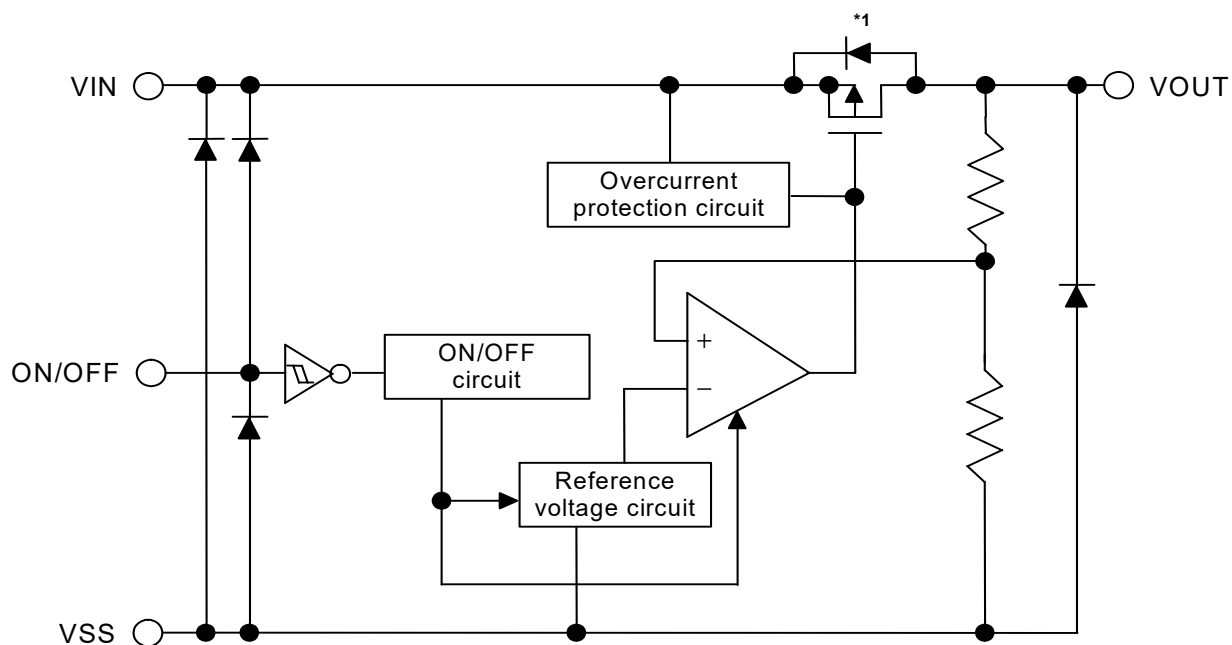 *1
VIN
VOUT
Overcurrent
protection circuit
+
−
ON/OFF
ON/OFF
circuit
Reference
voltage circuit
VSS